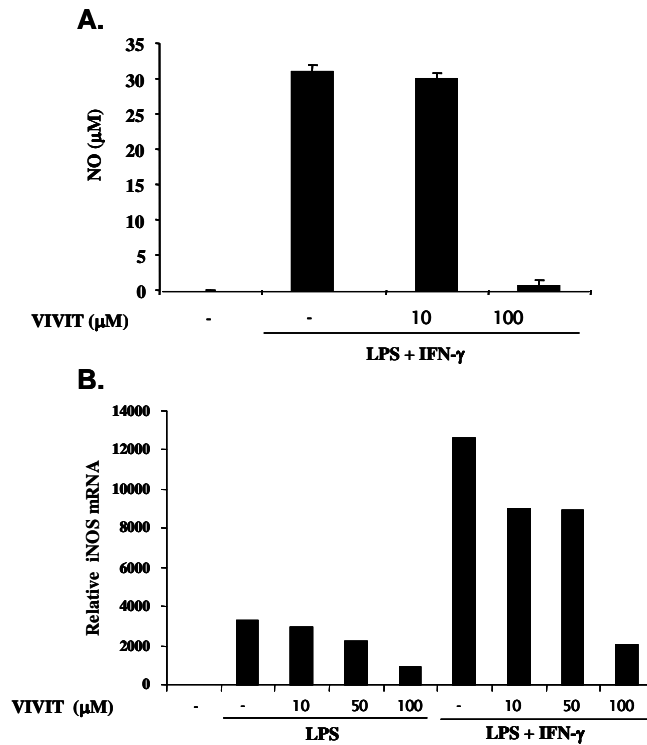 A.
35
30
25
20
15
10
5
0
NO (µM)
VIVIT (µM) - - 10 100
LPS + IFN-γ
B.
14000
12000
10000
8000
6000
4000
2000
0
Relative iNOS mRNA
VIVIT (µM) - - 10 50 100 - 10 50 100
LPS LPS + IFN-γ